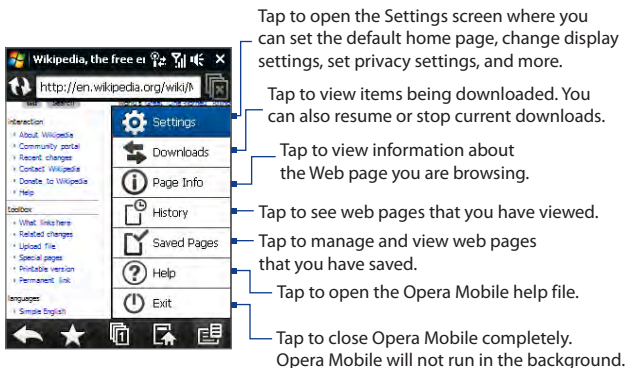 Tap to open the Settings screen where you
can set the default home page, change display
settings, set privacy settings, and more.
Wikipedia, the free e
http://en.wikipedia.org/wiki/
Tap to view items being downloaded. You
can also resume or stop current downloads.
Go Search
Interaction
About Wikipedia
Community portal
Recent changes
Contact Wikipedia
Donate to Wikipedia
Help
toolbox
What links here
Related changes
Upload file
Special pages
Printable version
Permanent link
languages
Simple English
Settings
Downloads
Page Info
History
Saved Pages
Help
Exit
Tap to view information about
the Web page you are browsing.
Tap to see web pages that you have viewed.
Tap to manage and view web pages
that you have saved.
Tap to open the Opera Mobile help file.
Tap to close Opera Mobile completely.
Opera Mobile will not run in the background.